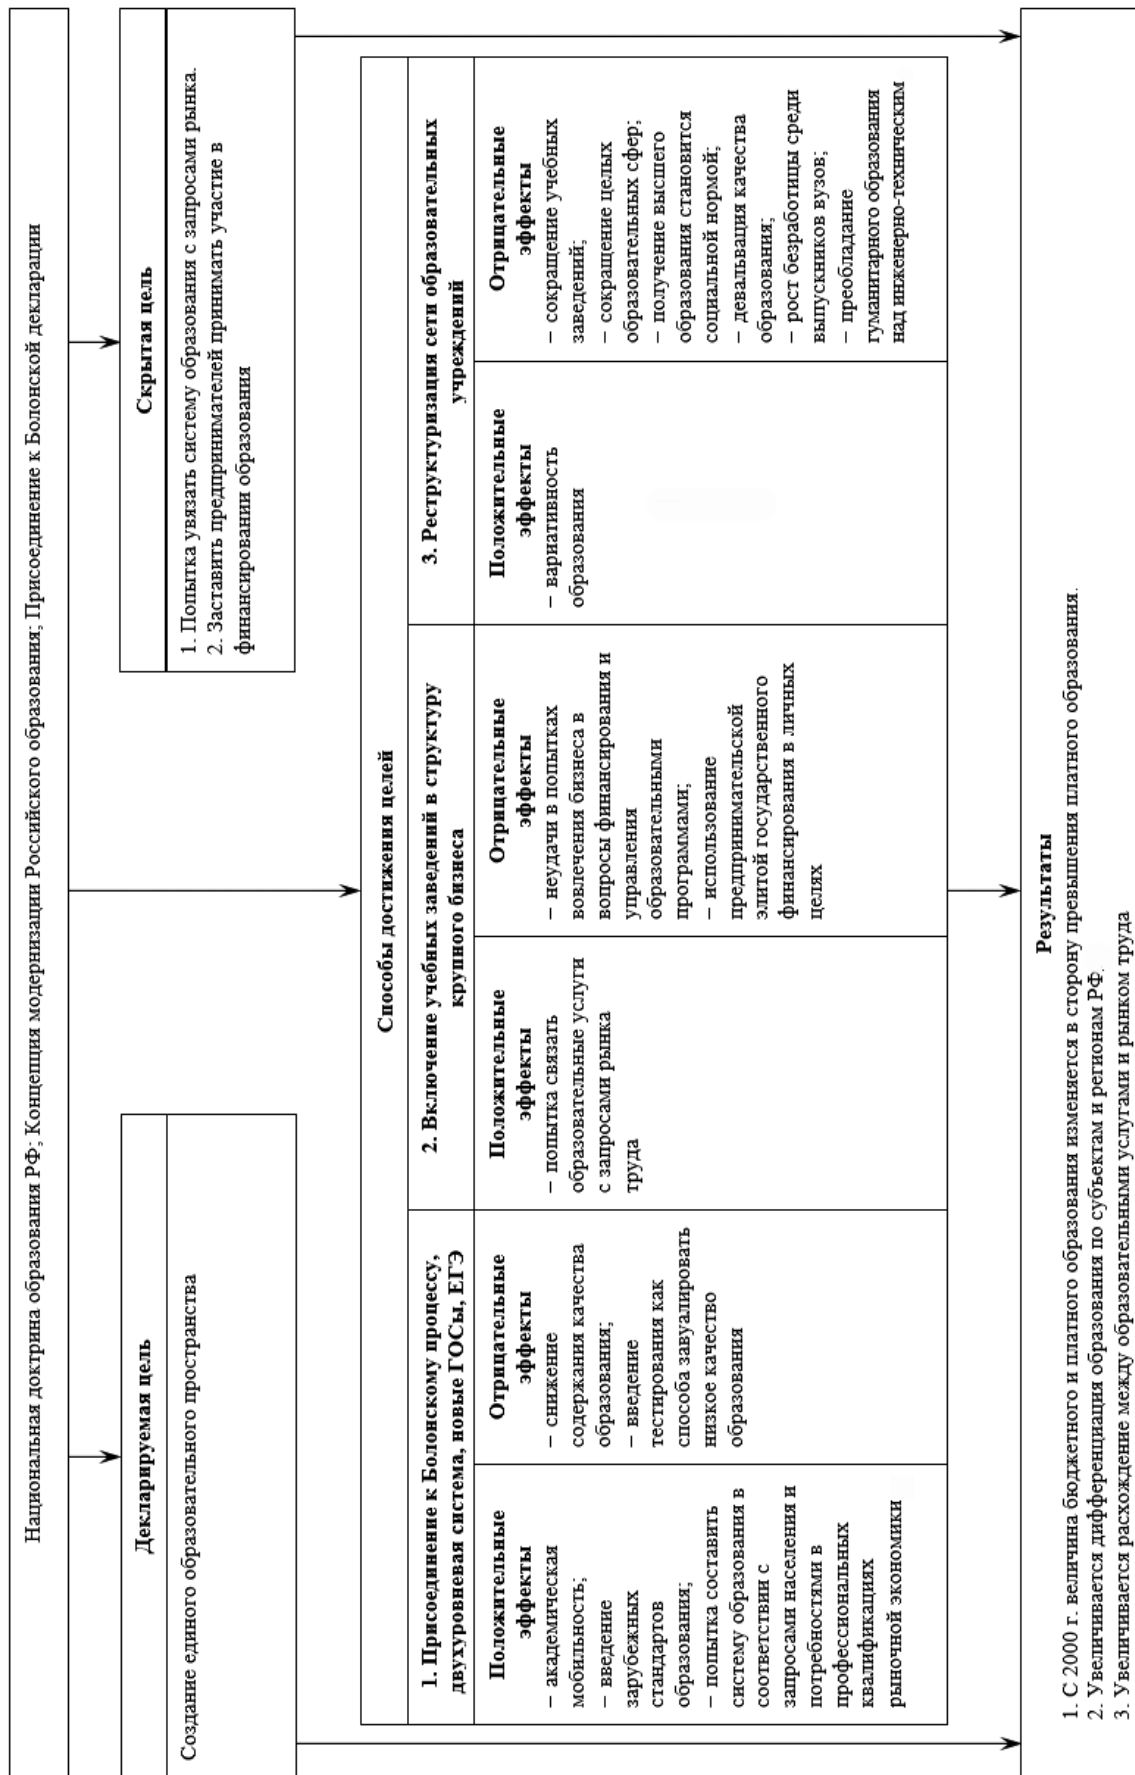 Национальная доктрина образования РФ; Концепция модернизации Российского образования; Присоединение к Болонской декларации
Декларируемая цель
Создание единого образовательного пространства
Скрытая цель
1. Попытка увязать систему образования с запросами рынка.
2. Заставить предпринимателей принимать участие в
финансировании образования
Способы достижения целей
1. Присоединение к Болонскому процессу,
двухуровневая система, новые ГОСы, ЕГЭ
Положительные
эффекты
– академическая
мобильность;
– введение
зарубежных
стандартов
образования;
– попытка составить
систему образования в
соответствии с
запросами населения и
потребностями в
профессиональных
квалификациях
рыночной экономики
Отрицательные
эффекты
– снижение
содержания качества
образования;
– введение
тестирования как
способа завуалировать
низкое качество
образования
2. Включение учебных заведений в структуру
крупного бизнеса
Положительные
эффекты
– попытка связать
образовательные услуги
с запросами рынка
труда
Отрицательные
эффекты
– неудачи в попытках
вовлечения бизнеса в
вопросы финансирования и
управления
образовательными
программами;
– использование
предпринимательской
элитой государственного
финансирования в личных
целях
3. Реструктуризация сети образовательных
учреждений
Положительные
эффекты
– вариативность
образования
Отрицательные
эффекты
– сокращение учебных
заведений;
– сокращение целых
образовательных сфер;
– получение высшего
образования становится
социальной нормой;
– девальвация качества
образования;
– рост безработицы среди
выпускников вузов;
– преобладание
гуманитарного образования
над инженерно-техническим
Результаты
1. С 2000 г. величина бюджетного и платного образования изменяется в сторону превышения платного образования.
2. Увеличивается дифференциация образования по субъектам и регионам РФ.
3. Увеличивается расхождение между образовательными услугами и рынком труда